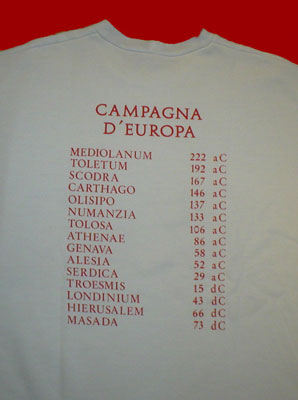 CAMPAGNA
D'EUROPA
MEDIOLANUM 222 aC
TOLETUM 192 aC
SCODRA 167 aC
CARTHAGO 146 aC
OLISIPO 137 aC
NUMANZIA 133 aC
TOLOSA 106 aC
ATHENAE 86 aC
GENAVA 58 aC
ALESIA 52 aC
SERDICA 29 aC
TROESMIS 15 dC
LONDINIUM 43 dC
HIERUSALEM 66 dC
MASADA 73 dC